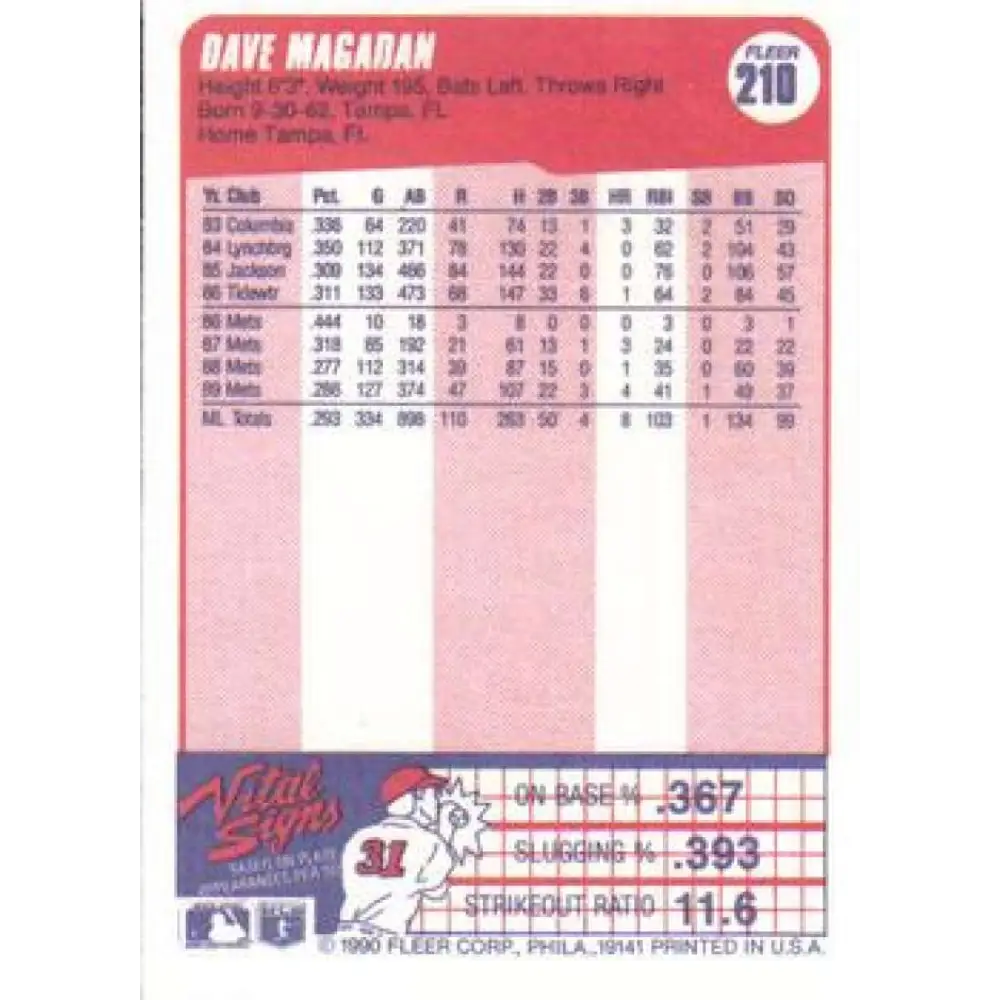 DAVE MAGADAN
FLEER
210
Height 6'3", Weight 195, Bats Left, Throws Right
Born 9-30-62, Tampa, FL
Home Tampa, FL
Yr. Club Pct. G AB R H 2B 3B HR RBI SB BB SO
83 Columbia .336 64 220 41 74 13 1 3 32 2 51 29
84 Lynchbrg .350 112 371 78 130 22 4 0 62 2 104 43
85 Jackson .309 134 466 84 144 22 0 0 76 0 106 57
86 Tidewtr .311 133 473 68 147 33 6 1 64 2 84 45
86 Mets .444 10 18 3 8 0 0 0 3 0 3 1
87 Mets .318 85 192 21 61 13 1 3 24 0 22 22
88 Mets .277 112 314 39 87 15 0 1 35 0 60 39
89 Mets .286 127 374 47 107 22 3 4 41 1 49 37
ML Totals .293 334 898 110 263 50 4 8 103 1 134 99
Vital
Signs
BASED ON PLATE
APPEARANCES
31
ON BASE % .367
SLUGGING % .393
STRIKEOUT RATIO 11.6
© 1990 FLEER CORP., PHILA., 19141 PRINTED IN U.S.A.